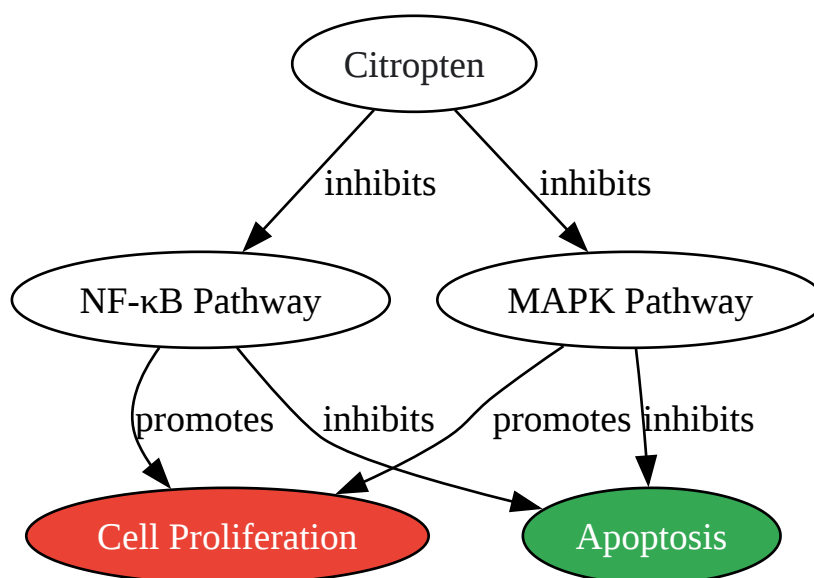 Citropten
inhibits
inhibits
NF-κB Pathway
MAPK Pathway
promotes
inhibits
promotes
inhibits
Cell Proliferation
Apoptosis